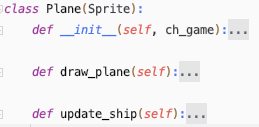 class Plane(Sprite):
def __init__(self, ch_game):...
def draw_plane(self):...
def update_ship(self):...